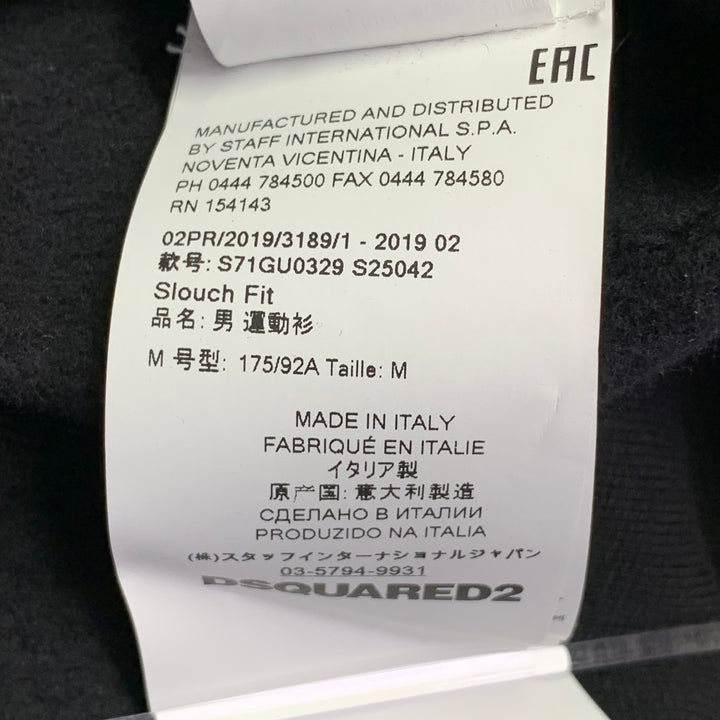 EAC
MANUFACTURED AND DISTRIBUTED
BY STAFF INTERNATIONAL S.P.A.
NOVENTA VICENTINA - ITALY
PH 0444 784500 FAX 0444 784580
RN 154143
02PR/2019/3189/1 - 2019 02
款号: S71GU0329 S25042
Slouch Fit
品名: 男 運動衫
M 号型: 175/92A Taille: M
MADE IN ITALY
FABRIQUÉ EN ITALIE
イタリア製
原产国: 意大利製造
СДЕЛАНО В ИТАЛИИ
PRODUZIDO NA ITALIA
(株)スタッフインターナショナルジャパン
03-5794-9931
DSQUARED2